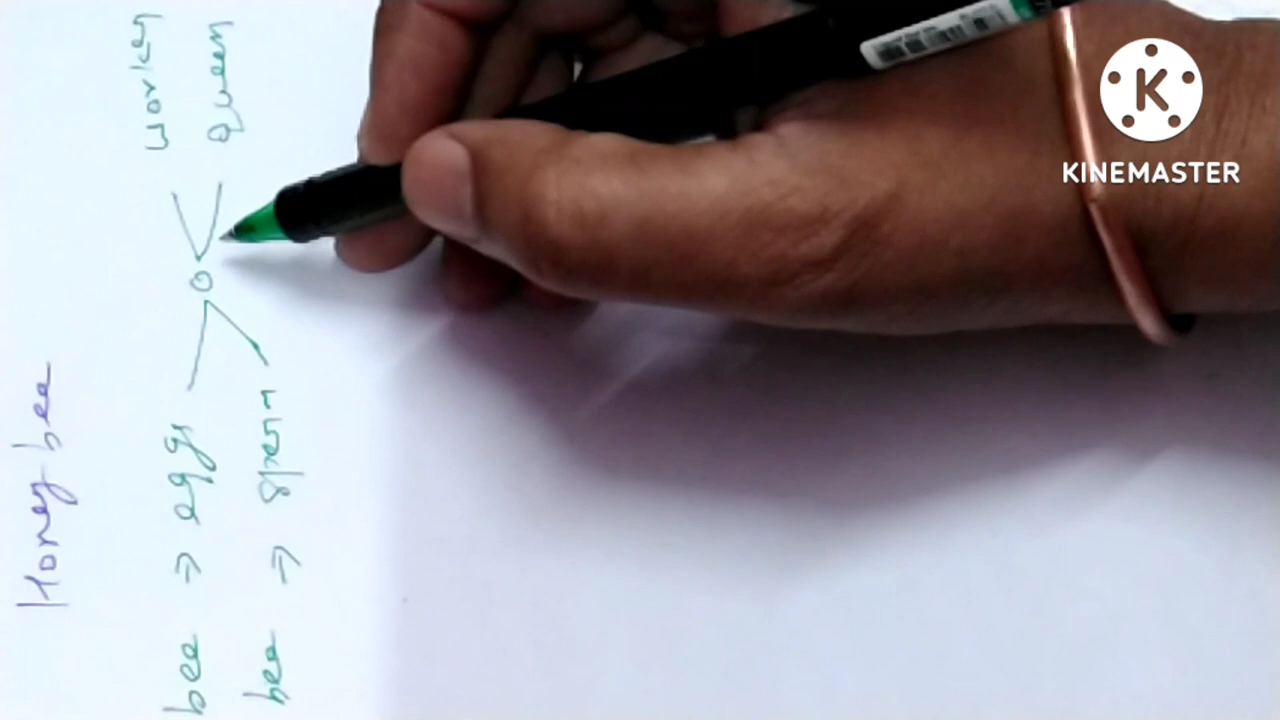 Honey bee
bee ⇒ eggs worker
bee ⇒ sperm queen
K
KINEMASTER